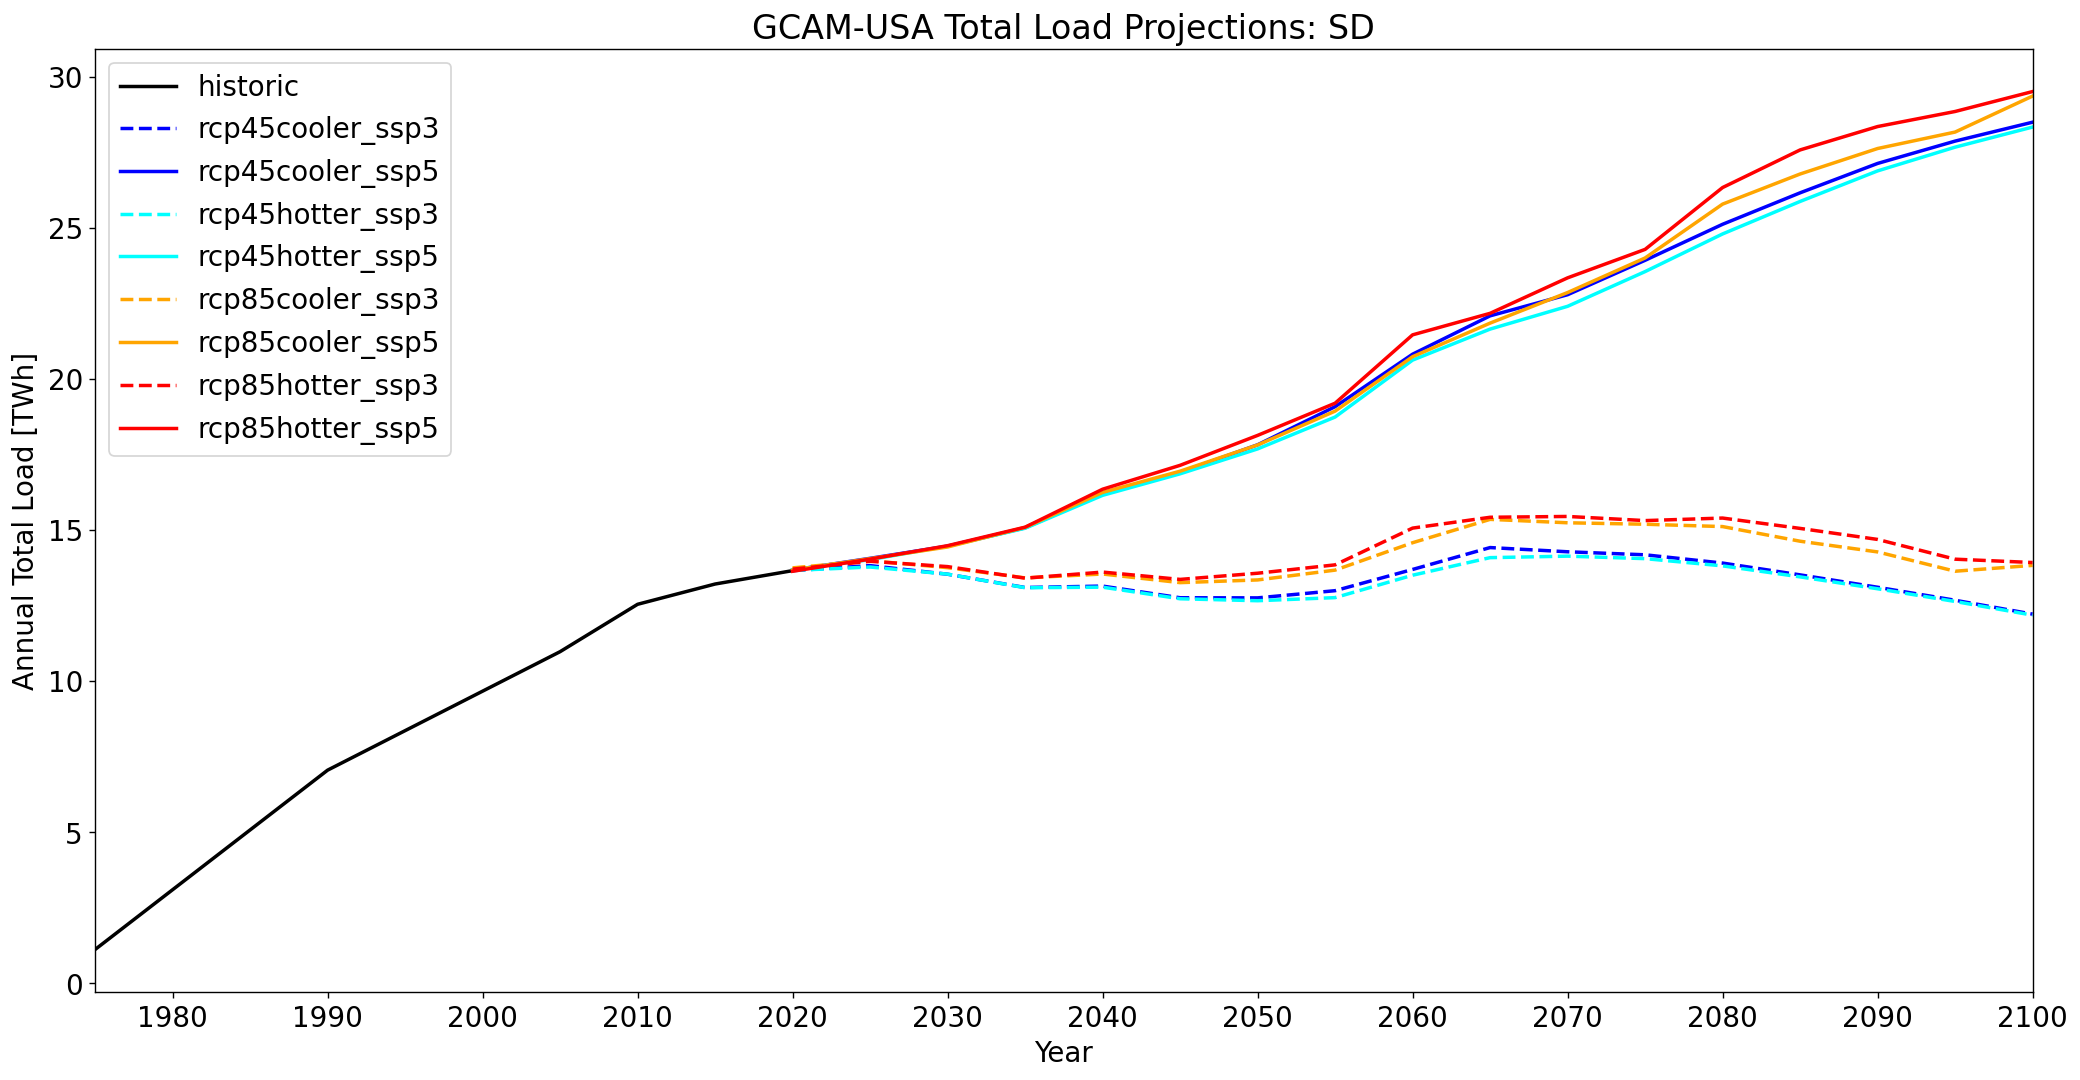 GCAM-USA Total Load Projections: SD
30
25
20
15
10
5
0
Annual Total Load [TWh]
historic
rcp45cooler_ssp3
rcp45cooler_ssp5
rcp45hotter_ssp3
rcp45hotter_ssp5
rcp85cooler_ssp3
rcp85cooler_ssp5
rcp85hotter_ssp3
rcp85hotter_ssp5
1980 1990 2000 2010 2020 2030 2040 2050 2060 2070 2080 2090 2100
Year